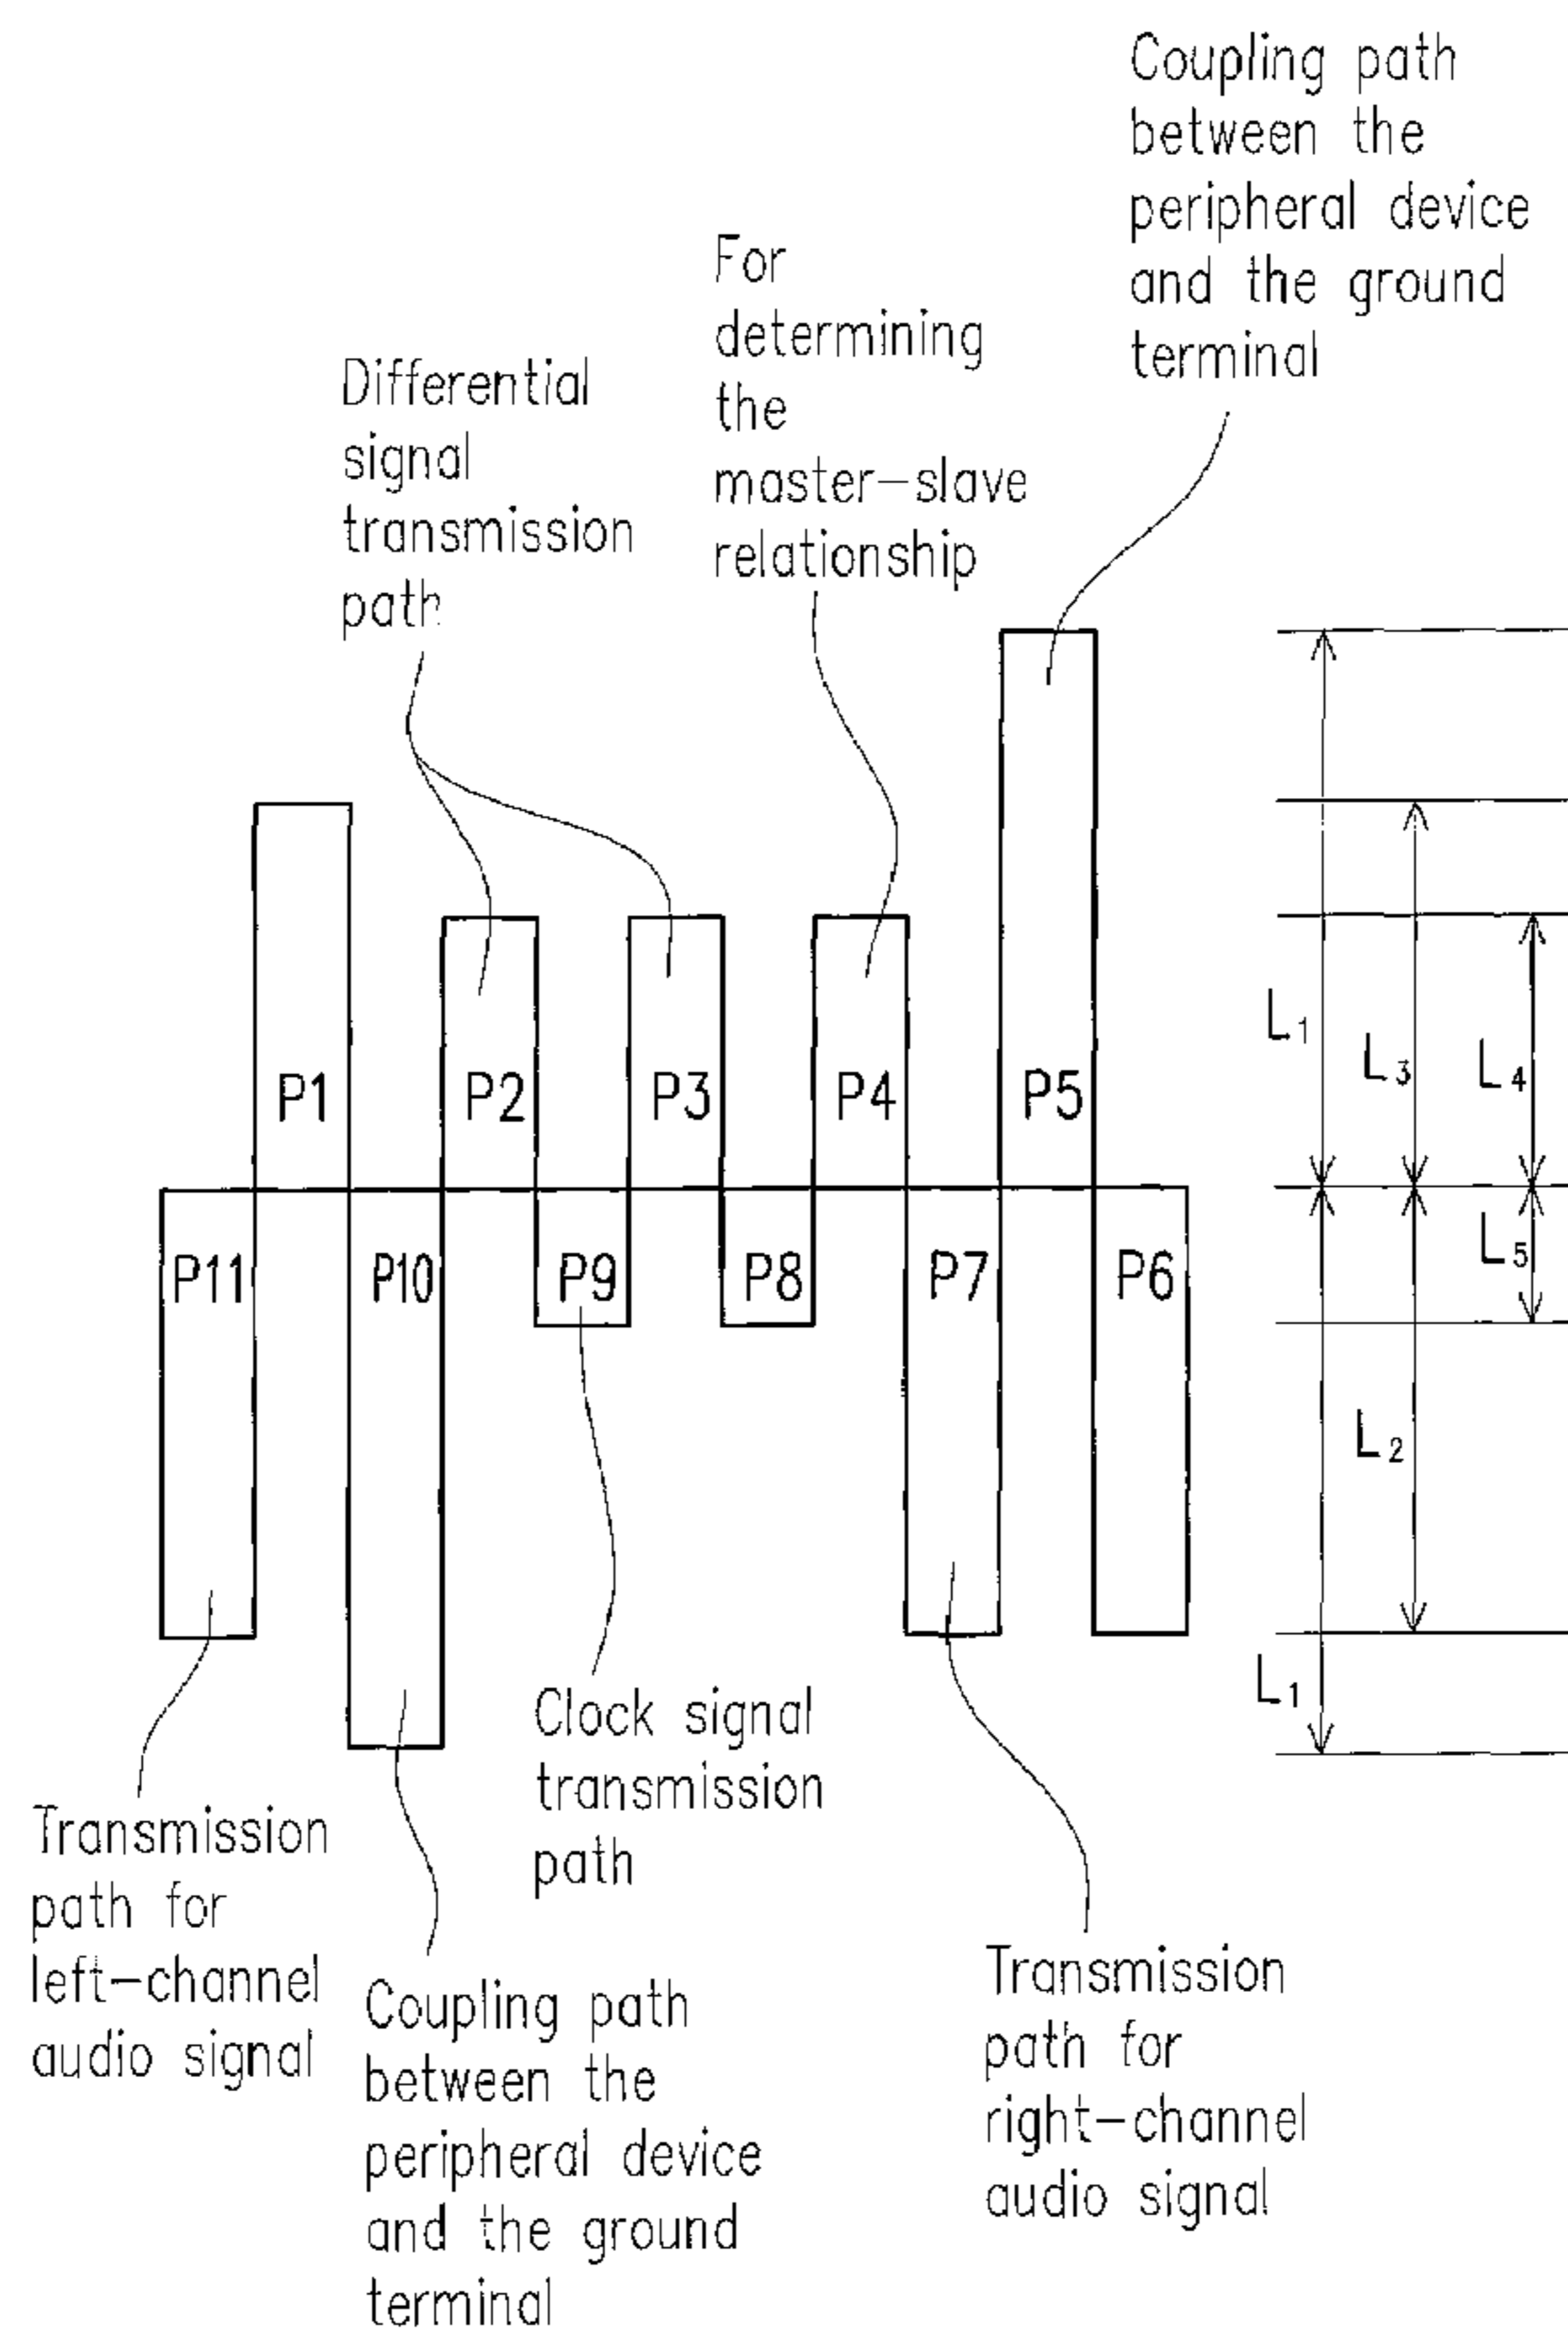 Coupling path
between the
peripheral device
and the ground
terminal
For
determining
the
master-slave
relationship
Differential
signal
transmission
path
P1
P2
P3
P4
P5
L1
L3
L4
P11
P10
P9
P8
P7
P6
L5
L2
L1
Clock signal
transmission
path
Transmission
path for
left-channel
audio signal
Coupling path
between the
peripheral device
and the ground
terminal
Transmission
path for
right-channel
audio signal